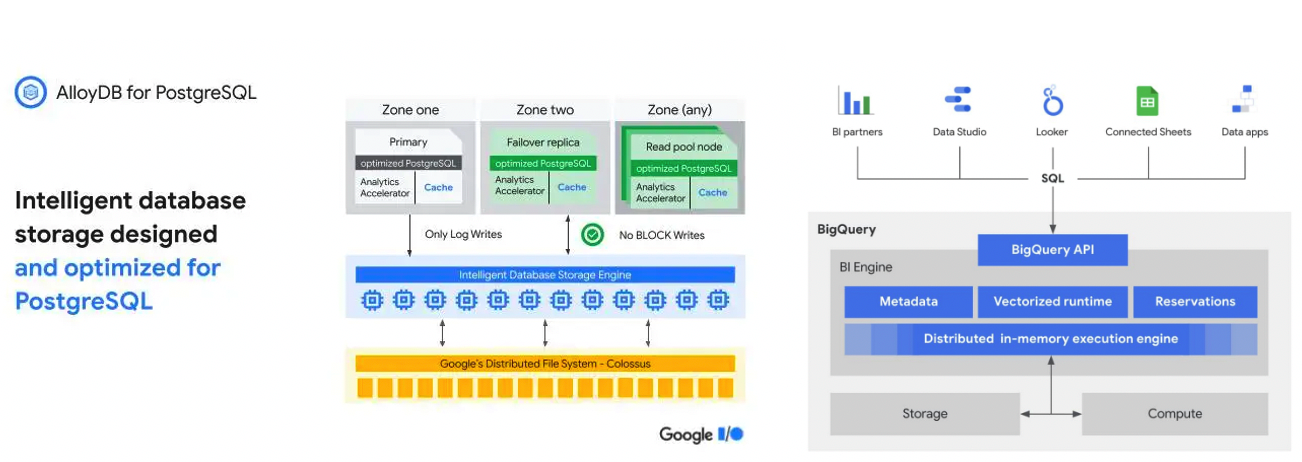 AlloyDB for PostgreSQL
Intelligent database
storage designed
and optimized for
PostgreSQL
Zone one
Zone two
Zone (any)
Primary
optimized PostgreSQL
Analytics
Accelerator
Cache
Failover replica
optimized PostgreSQL
Analytics
Accelerator
Cache
Read pool node
optimized PostgreSQL
Analytics
Accelerator
Cache
Only Log Writes
No BLOCK Writes
Intelligent Database Storage Engine
Google's Distributed File System - Colossus
Google I/O
BI partners
Data Studio
Looker
Connected Sheets
Data apps
SQL
BigQuery
BigQuery API
BI Engine
Metadata
Vectorized runtime
Reservations
Distributed in-memory execution engine
Storage
Compute